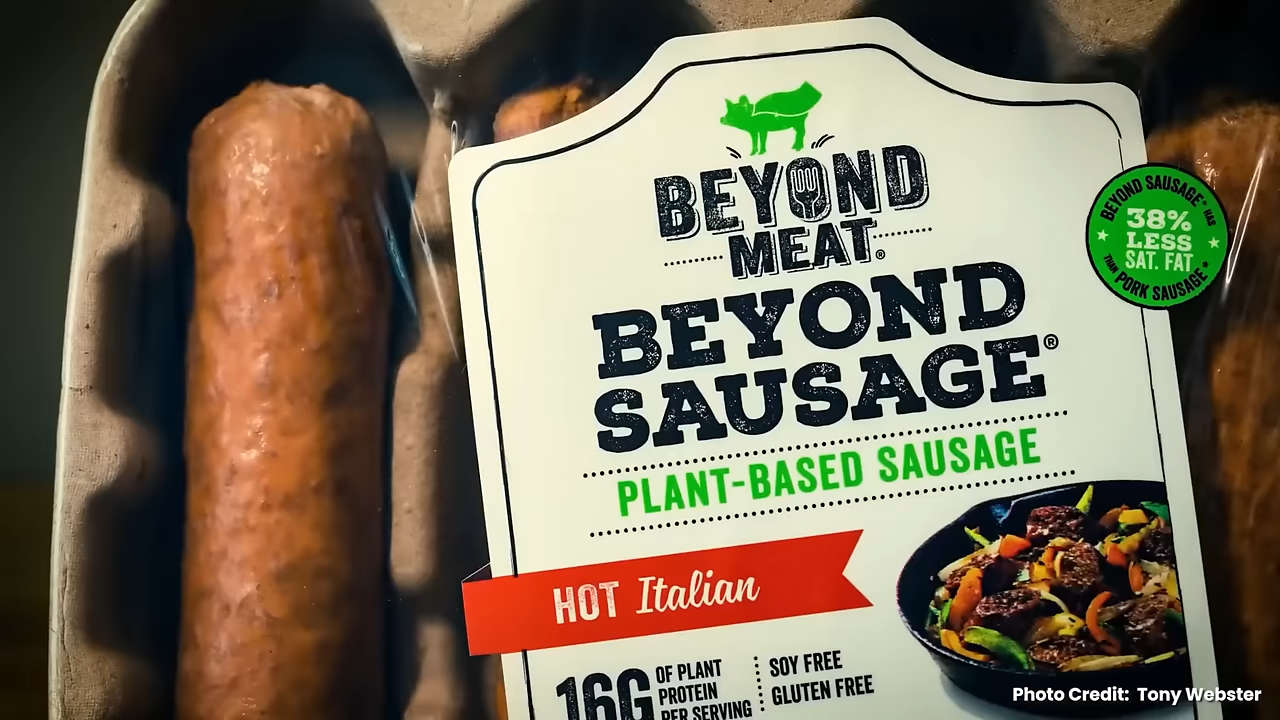 BEYOND
MEAT®
BEYOND
SAUSAGE®
PLANT-BASED SAUSAGE
HOT Italian
16G OF PLANT
PROTEIN
PER SERVING
SOY FREE
GLUTEN FREE
BEYOND SAUSAGE® HAS
38%
LESS
SAT. FAT
THAN PORK SAUSAGE*
Photo Credit: Tony Webster